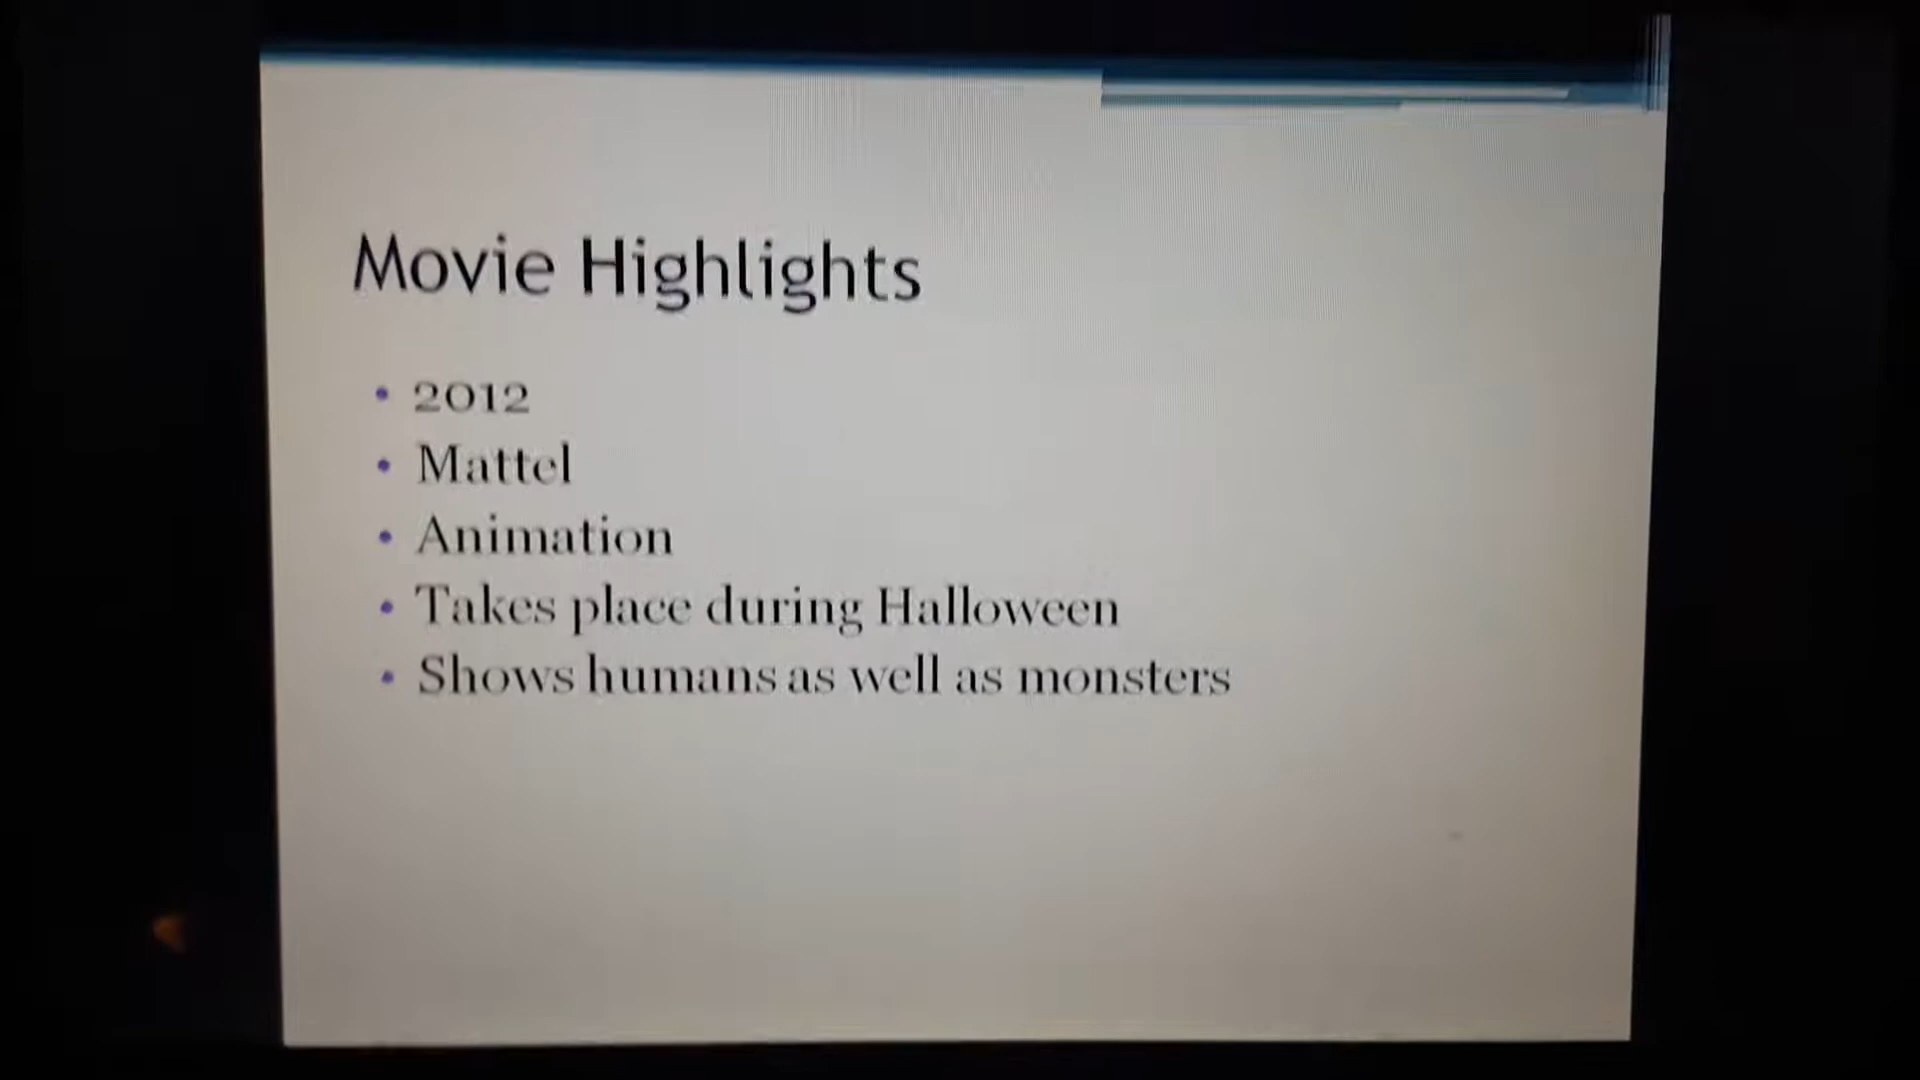 Movie Highlights
• 2012
• Mattel
• Animation
• Takes place during Halloween
• Shows humans as well as monsters